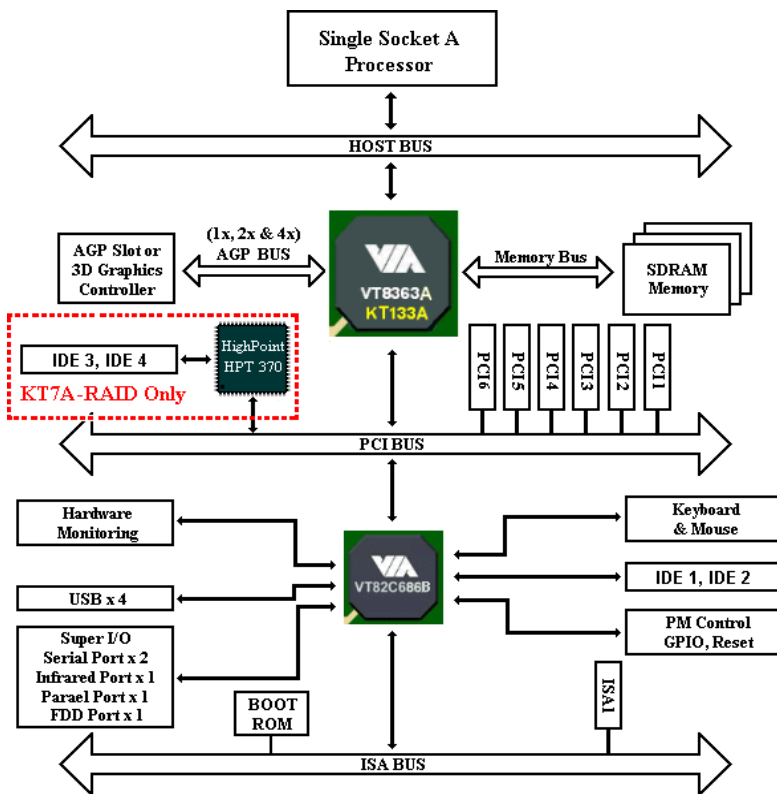 Single Socket A
Processor
HOST BUS
(1x, 2x & 4x)
AGP BUS
AGP Slot or
3D Graphics
Controller
VIA
VT8363A
KT133A
Memory Bus
SDRAM
Memory
IDE 3, IDE 4
HighPoint
HPT 370
KT7A-RAID Only
PCI6
PCI5
PCI4
PCI3
PCI2
PCI1
PCI BUS
Hardware
Monitoring
Keyboard
& Mouse
VIA
VT82C686B
IDE 1, IDE 2
USB x 4
PM Control
GPIO, Reset
Super I/O
Serial Port x 2
Infrared Port x 1
Parael Port x 1
FDD Port x 1
BOOT
ROM
ISA1
ISA BUS